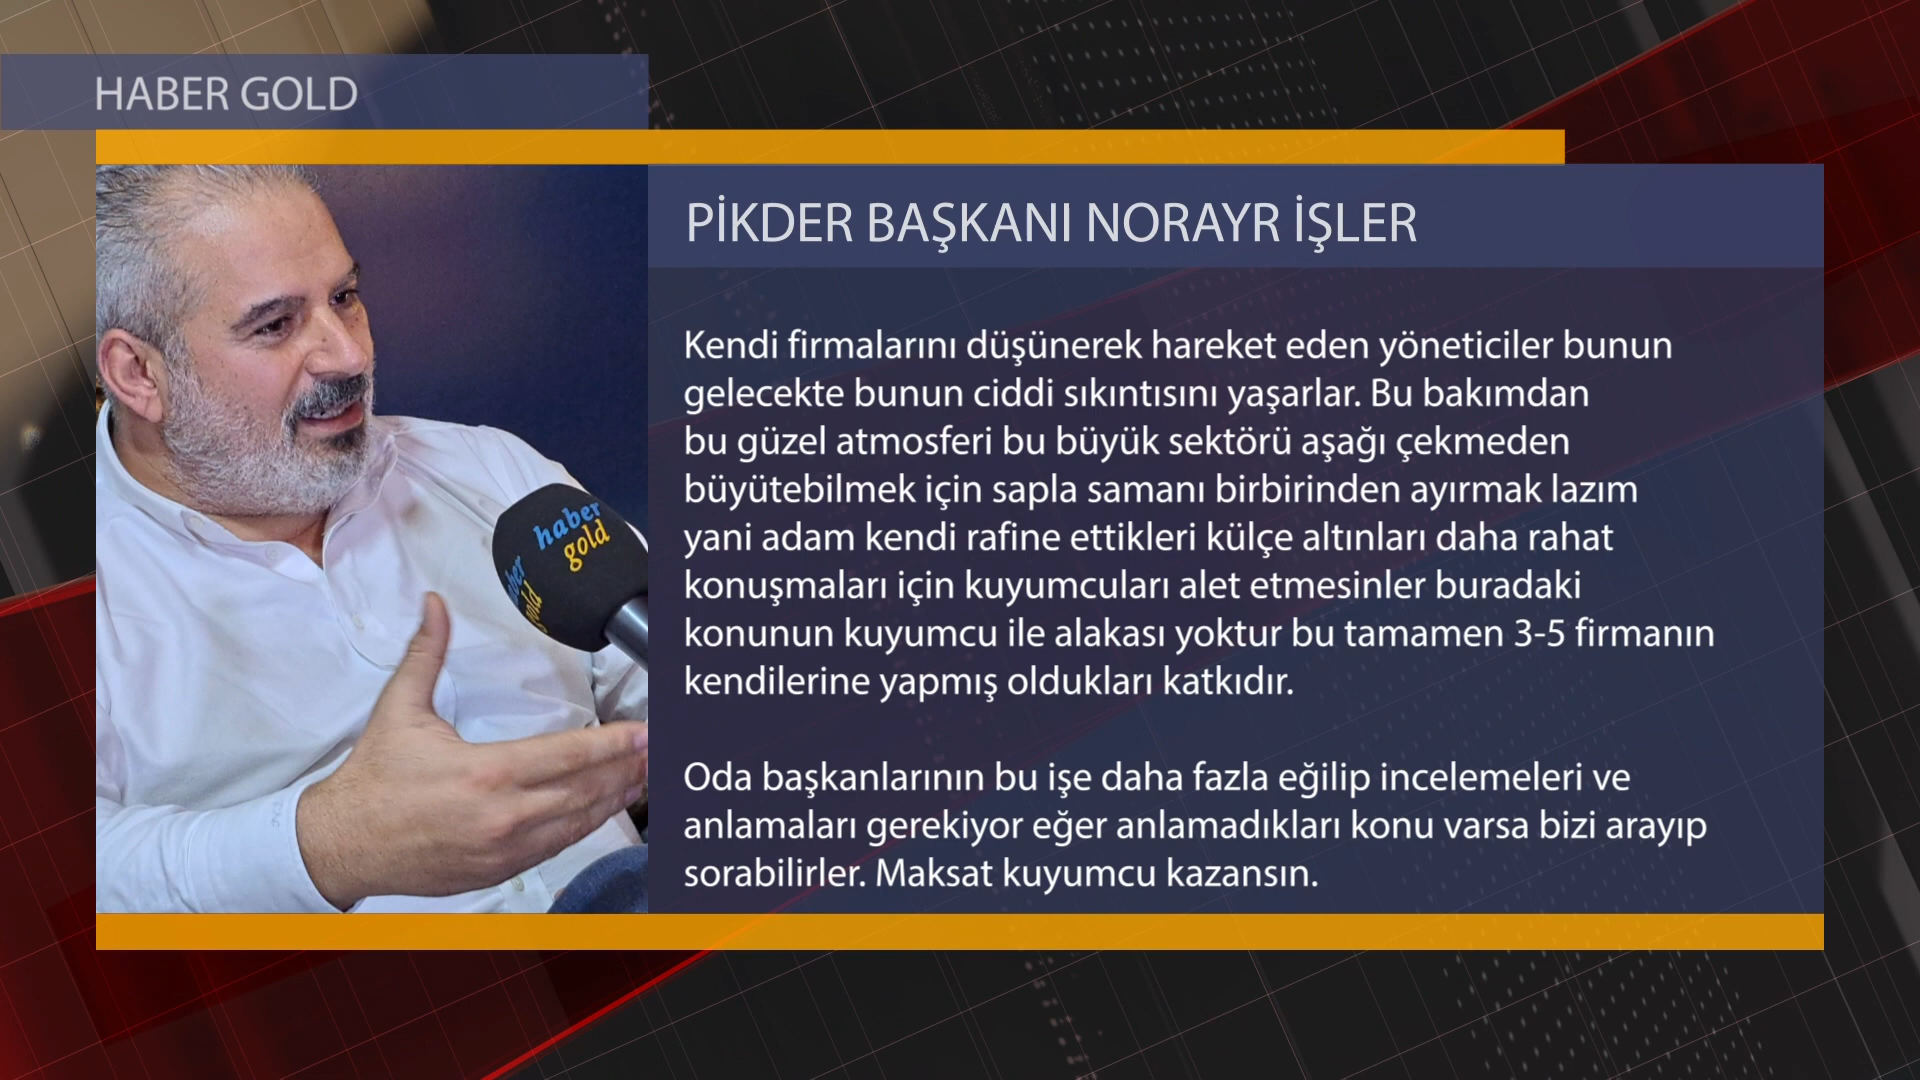 HABER GOLD
PİKDER BAŞKANI NORAYR İŞLER
Kendi firmalarını düşünerek hareket eden yöneticiler bunun
gelecekte bunun ciddi sıkıntısını yaşarlar. Bu bakımdan
bu güzel atmosferi bu büyük sektörü aşağı çekmeden
büyütebilmek için sapla samanı birbirinden ayırmak lazım
yani adam kendi rafine ettikleri külçe altınları daha rahat
konuşmaları için kuyumcuları alet etmesinler buradaki
konunun kuyumcu ile alakası yoktur bu tamamen 3-5 firmanın
kendilerine yapmış oldukları katkıdır.
Oda başkanlarının bu işe daha fazla eğilip incelemeleri ve
anlamaları gerekiyor eğer anlamadıkları konu varsa bizi arayıp
sorabilirler. Maksat kuyumcu kazansın.
haber
gold
haber
gold